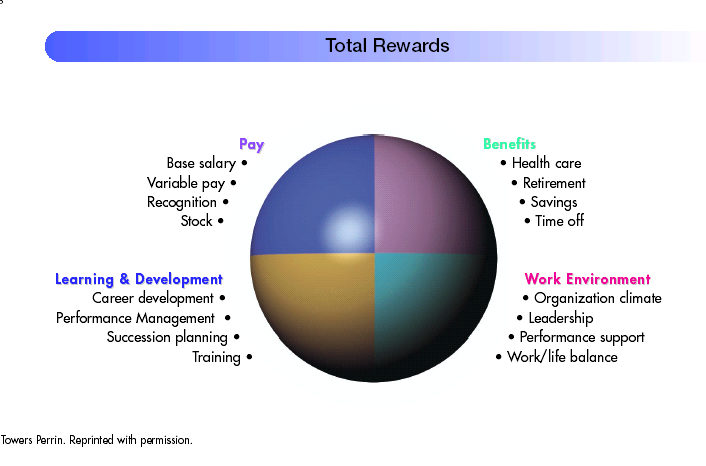 Total Rewards
Pay
Base salary •
Variable pay •
Recognition •
Stock •
Benefits
• Health care
• Retirement
• Savings
• Time off
Learning & Development
Career development •
Performance Management •
Succession planning •
Training •
Work Environment
• Organization climate
• Leadership
• Performance support
• Work/life balance
Towers Perrin. Reprinted with permission.